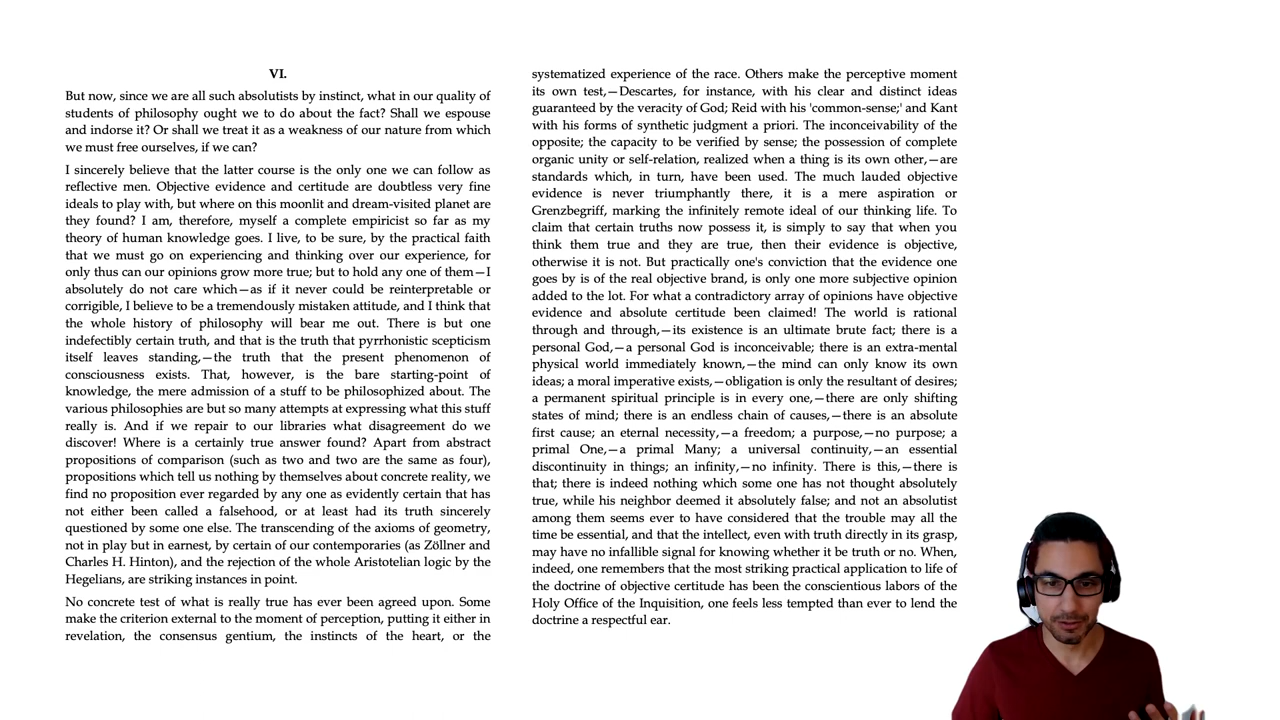 VI.
But now, since we are all such absolutists by instinct, what in our quality of
students of philosophy ought we to do about the fact? Shall we espouse
and indorse it? Or shall we treat it as a weakness of our nature from which
we must free ourselves, if we can?
I sincerely believe that the latter course is the only one we can follow as
reflective men. Objective evidence and certitude are doubtless very fine
ideals to play with, but where on this moonlit and dream-visited planet are
they found? I am, therefore, myself a complete empiricist so far as my
theory of human knowledge goes. I live, to be sure, by the practical faith
that we must go on experiencing and thinking over our experience, for
only thus can our opinions grow more true; but to hold any one of them—I
absolutely do not care which—as if it never could be reinterpretable or
corrigible, I believe to be a tremendously mistaken attitude, and I think that
the whole history of philosophy will bear me out. There is but one
indefectibly certain truth, and that is the truth that pyrrhonistic scepticism
itself leaves standing,—the truth that the present phenomenon of
consciousness exists. That, however, is the bare starting-point of
knowledge, the mere admission of a stuff to be philosophized about. The
various philosophies are but so many attempts at expressing what this stuff
really is. And if we repair to our libraries what disagreement do we
discover! Where is a certainly true answer found? Apart from abstract
propositions of comparison (such as two and two are the same as four),
propositions which tell us nothing by themselves about concrete reality, we
find no proposition ever regarded by any one as evidently certain that has
not either been called a falsehood, or at least had its truth sincerely
questioned by some one else. The transcending of the axioms of geometry,
not in play but in earnest, by certain of our contemporaries (as Zöllner and
Charles H. Hinton), and the rejection of the whole Aristotelian logic by the
Hegelians, are striking instances in point.
No concrete test of what is really true has ever been agreed upon. Some
make the criterion external to the moment of perception, putting it either in
revelation, the consensus gentium, the instincts of the heart, or the
systematized experience of the race. Others make the perceptive moment
its own test,—Descartes, for instance, with his clear and distinct ideas
guaranteed by the veracity of God; Reid with his 'common-sense;' and Kant
with his forms of synthetic judgment a priori. The inconceivability of the
opposite; the capacity to be verified by sense; the possession of complete
organic unity or self-relation, realized when a thing is its own other,—are
standards which, in turn, have been used. The much lauded objective
evidence is never triumphantly there, it is a mere aspiration or
Grenzbegriff, marking the infinitely remote ideal of our thinking life. To
claim that certain truths now possess it, is simply to say that when you
think them true and they are true, then their evidence is objective,
otherwise it is not. But practically one's conviction that the evidence one
goes by is of the real objective brand, is only one more subjective opinion
added to the lot. For what a contradictory array of opinions have objective
evidence and absolute certitude been claimed! The world is rational
through and through,—its existence is an ultimate brute fact; there is a
personal God,—a personal God is inconceivable; there is an extra-mental
physical world immediately known,—the mind can only know its own
ideas; a moral imperative exists,—obligation is only the resultant of desires;
a permanent spiritual principle is in every one,—there are only shifting
states of mind; there is an endless chain of causes,—there is an absolute
first cause; an eternal necessity,—a freedom; a purpose,—no purpose; a
primal One,—a primal Many; a universal continuity,—an essential
discontinuity in things; an infinity,—no infinity. There is this,—there is
that; there is indeed nothing which some one has not thought absolutely
true, while his neighbor deemed it absolutely false; and not an absolutist
among them seems ever to have considered that the trouble may all the
time be essential, and that the intellect, even with truth directly in its grasp,
may have no infallible signal for knowing whether it be truth or no. When,
indeed, one remembers that the most striking practical application to life of
the doctrine of objective certitude has been the conscientious labors of the
Holy Office of the Inquisition, one feels less tempted than ever to lend the
doctrine a respectful ear.